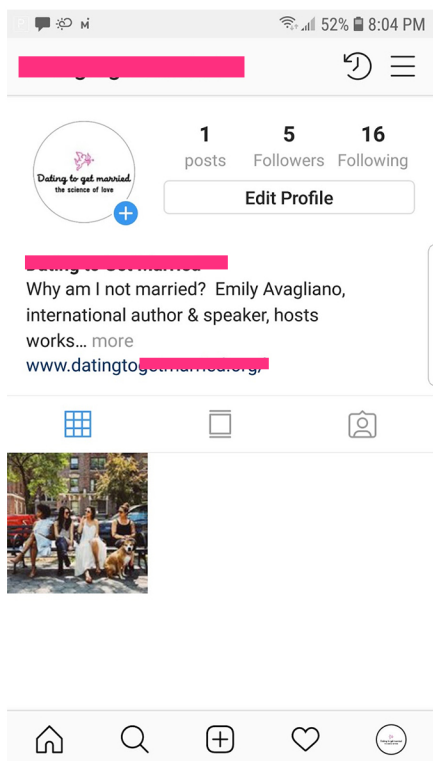 52% 8:04 PM
1 5 16
posts Followers Following
Dating to get married
the science of love
Edit Profile
Why am I not married?  Emily Avagliano,
international author & speaker, hosts
works... more
www.datingto